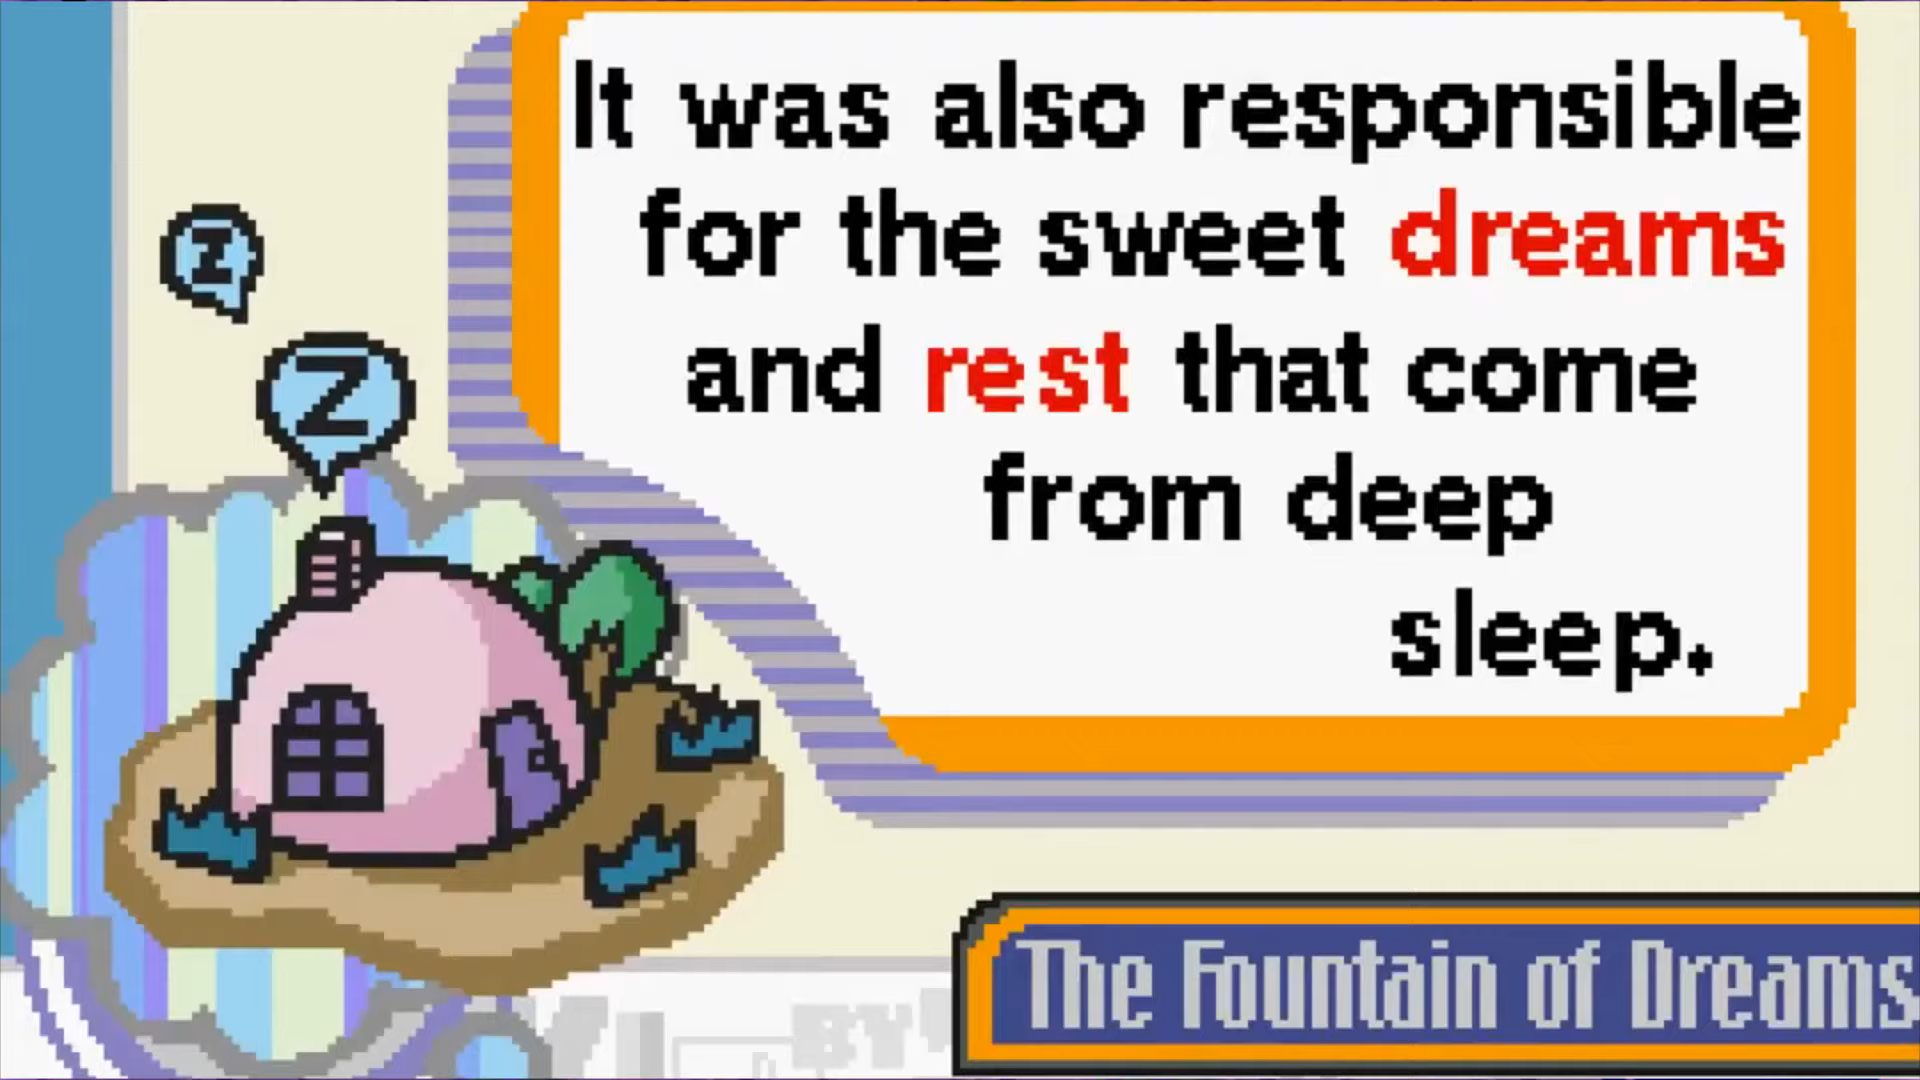 It was also responsible
for the sweet dreams
and rest that come
from deep
sleep.
Z
Z
The Fountain of Dreams
BY